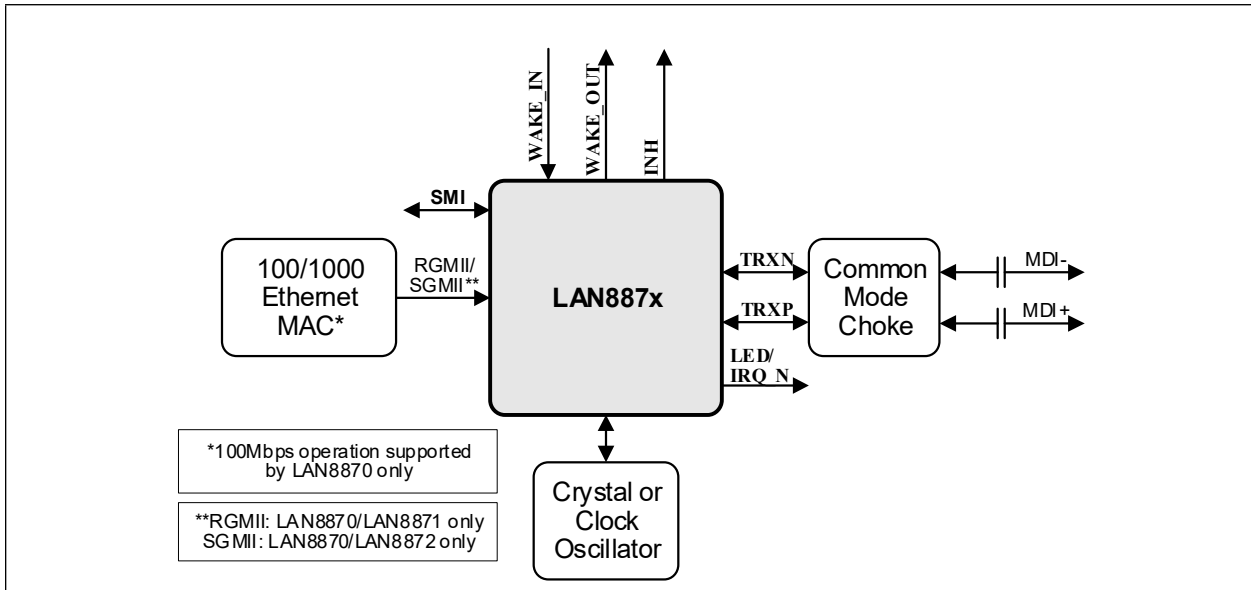 WAKE_IN
WAKE_OUT
INH
SMI
100/1000
Ethernet
MAC*
RGMII/
SGMII**
LAN887x
TRXN
TRXP
LED/
IRQ_N
Common
Mode
Choke
MDI-
MDI+
*100Mbps operation supported
by LAN8870 only
**RGMII: LAN8870/LAN8871 only
SGMII: LAN8870/LAN8872 only
Crystal or
Clock
Oscillator